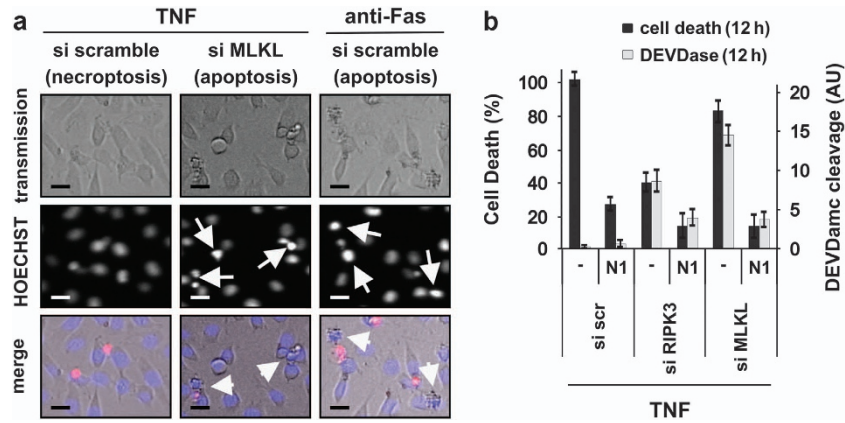 a
TNF
anti-Fas
si scramble
(necroptosis)
si MLKL
(apoptosis)
si scramble
(apoptosis)
transmission
HOECHST
merge
b
cell death (12 h)
DEVDase (12 h)
Cell Death (%)
100
80
60
40
20
0
DEVDamc cleavage (AU)
20
15
10
5
0
- N1 - N1 - N1
si scr
si RIPK3
si MLKL
TNF